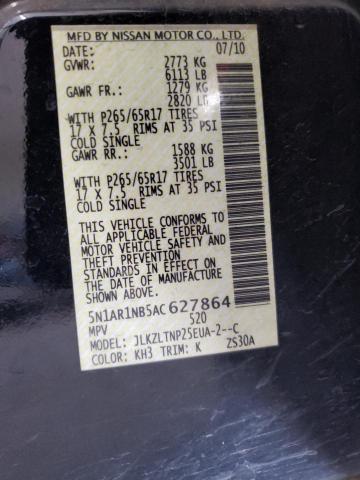 MFD BY NISSAN MOTOR CO., LTD.
DATE: 07/10
GVWR: 2773 KG
6113 LB
GAWR FR: 1279 KG
2820 LB
WITH P265/65R17 TIRES
17 X 7.5 RIMS AT 35 PSI
COLD SINGLE
GAWR RR: 1588 KG
3501 LB
WITH P265/65R17 TIRES
17 X 7.5 RIMS AT 35 PSI
COLD SINGLE
THIS VEHICLE CONFORMS TO
ALL APPLICABLE FEDERAL
MOTOR VEHICLE SAFETY AND
THEFT PREVENTION
STANDARDS IN EFFECT ON
THE DATE OF MANUFACTURE
SHOWN ABOVE
5N1AR1NB5AC627864
MPV 520
MODEL: JLKZLTNP25EUA-2--C
COLOR: KH3 TRIM: K ZS30A